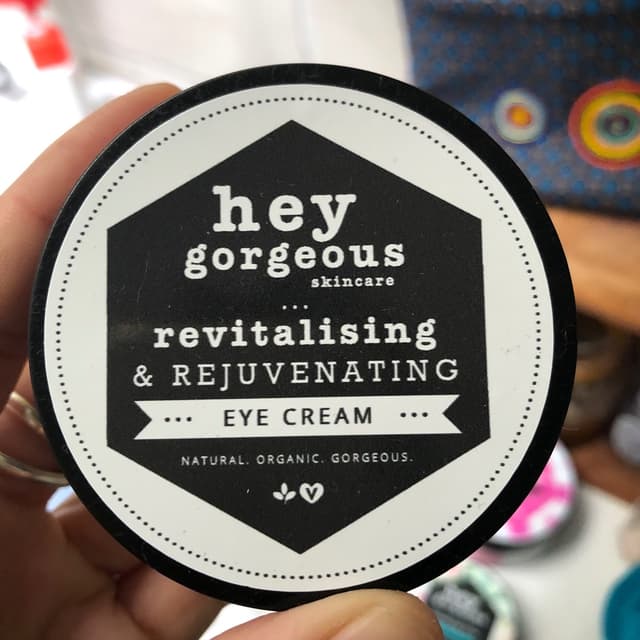 hey
gorgeous
skincare
...
revitalising
& REJUVENATING
... EYE CREAM ...
NATURAL. ORGANIC. GORGEOUS.
V